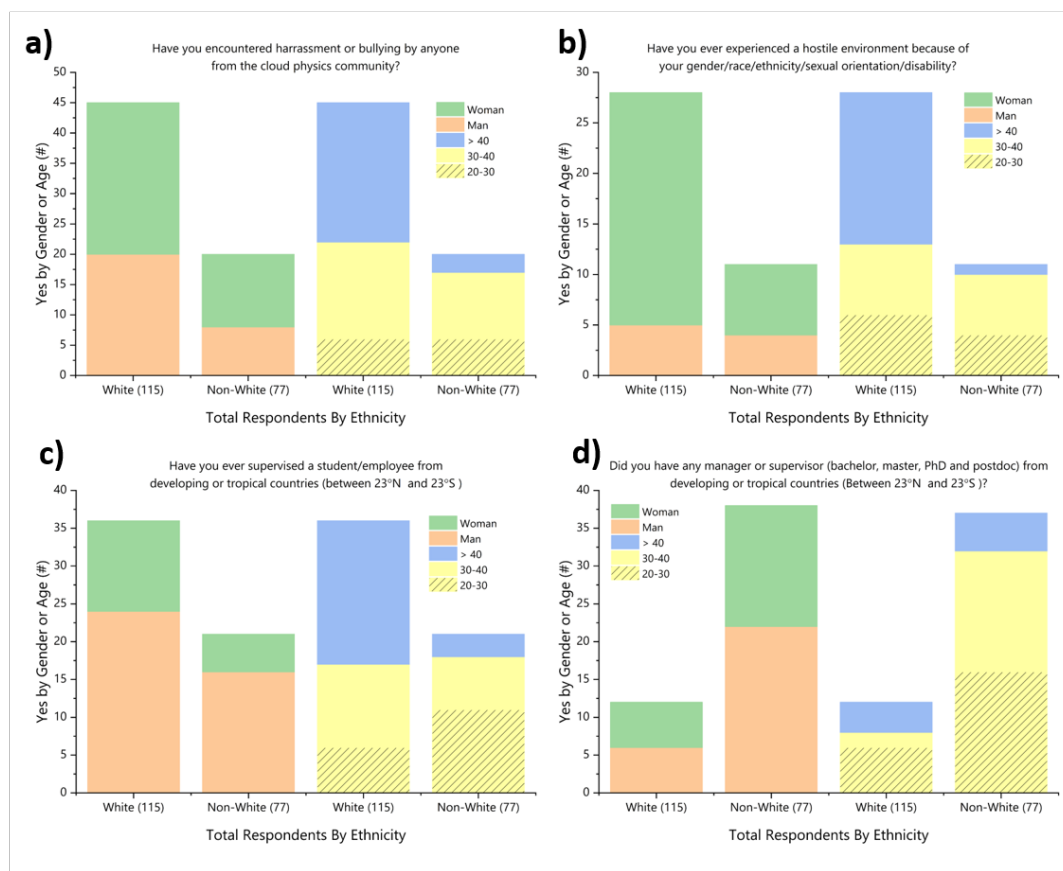 a)
Have you encountered harrassment or bullying by anyone
from the cloud physics community?
50
45
40
35
30
25
20
15
10
5
0
Yes by Gender or Age (#)
Woman
Man
> 40
30-40
20-30
White (115)
Non-White (77)
White (115)
Non-White (77)
Total Respondents By Ethnicity
b)
Have you ever experienced a hostile environment because of
your gender/race/ethnicity/sexual orientation/disability?
30
25
20
15
10
5
0
Yes by Gender or Age (#)
Woman
Man
> 40
30-40
20-30
White (115)
Non-White (77)
White (115)
Non-White (77)
Total Respondents By Ethnicity
c)
Have you ever supervised a student/employee from
developing or tropical countries (between 23°N and 23°S )
40
35
30
25
20
15
10
5
0
Yes by Gender or Age (#)
Woman
Man
> 40
30-40
20-30
White (115)
Non-White (77)
White (115)
Non-White (77)
Total Respondents By Ethnicity
d)
Did you have any manager or supervisor (bachelor, master, PhD and postdoc) from
developing or tropical countries (Between 23°N and 23°S )?
40
35
30
25
20
15
10
5
0
Yes by Gender or Age (#)
Woman
Man
> 40
30-40
20-30
White (115)
Non-White (77)
White (115)
Non-White (77)
Total Respondents By Ethnicity